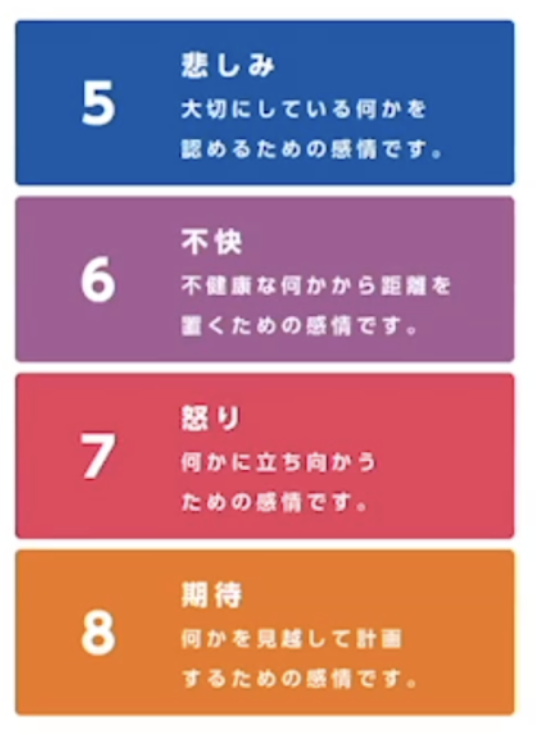 5
悲しみ
大切にしている何かを
認めるための感情です。
6
不快
不健康な何かから距離を
置くための感情です。
7
怒り
何かに立ち向かう
ための感情です。
8
期待
何かを見越して計画
するための感情です。